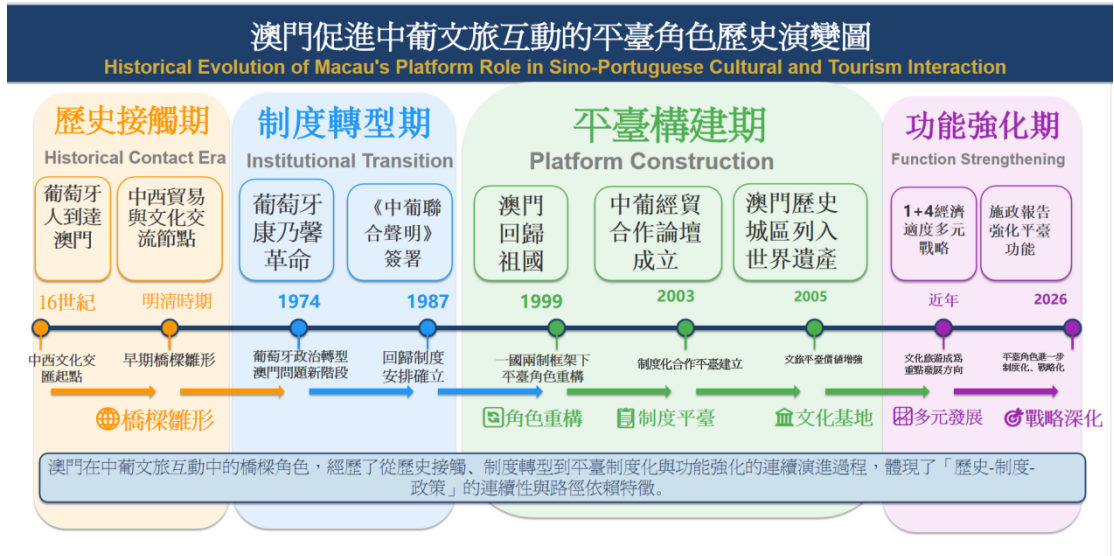 澳門促進中葡文旅互動的平臺角色歷史演變圖
Historical Evolution of Macau's Platform Role in Sino-Portuguese Cultural and Tourism Interaction
歷史接觸期
Historical Contact Era
葡萄牙
人到達
澳門
中西貿易
與文化交
流節點
16世紀
明清時期
中西文化交
匯起點
早期橋樑雛形
橋樑雛形
制度轉型期
Institutional Transition
葡萄牙
康乃馨
革命
《中葡聯
合聲明》
簽署
1974
1987
葡萄牙政治轉型
澳門問題新階段
回歸制度
安排確立
平臺構建期
Platform Construction
澳門
回歸
祖國
中葡經貿
合作論壇
成立
澳門歷史
城區列入
世界遺產
1999
2003
2005
一國兩制框架下
平臺角色重構
制度化合作平臺建立
文旅平臺價值增強
角色重構
制度平臺
文化基地
功能強化期
Function Strengthening
1+4經濟
適度多元
戰略
施政報告
強化平臺
功能
近年
2026
文化旅遊成爲
重點發展方向
平臺角色進一步
制度化、戰略化
多元發展
戰略深化
澳門在中葡文旅互動中的橋樑角色，經歷了從歷史接觸、制度轉型到平臺制度化與功能強化的連續演進過程，體現了「歷史-制度-
政策」的連續性與路徑依賴特徵。